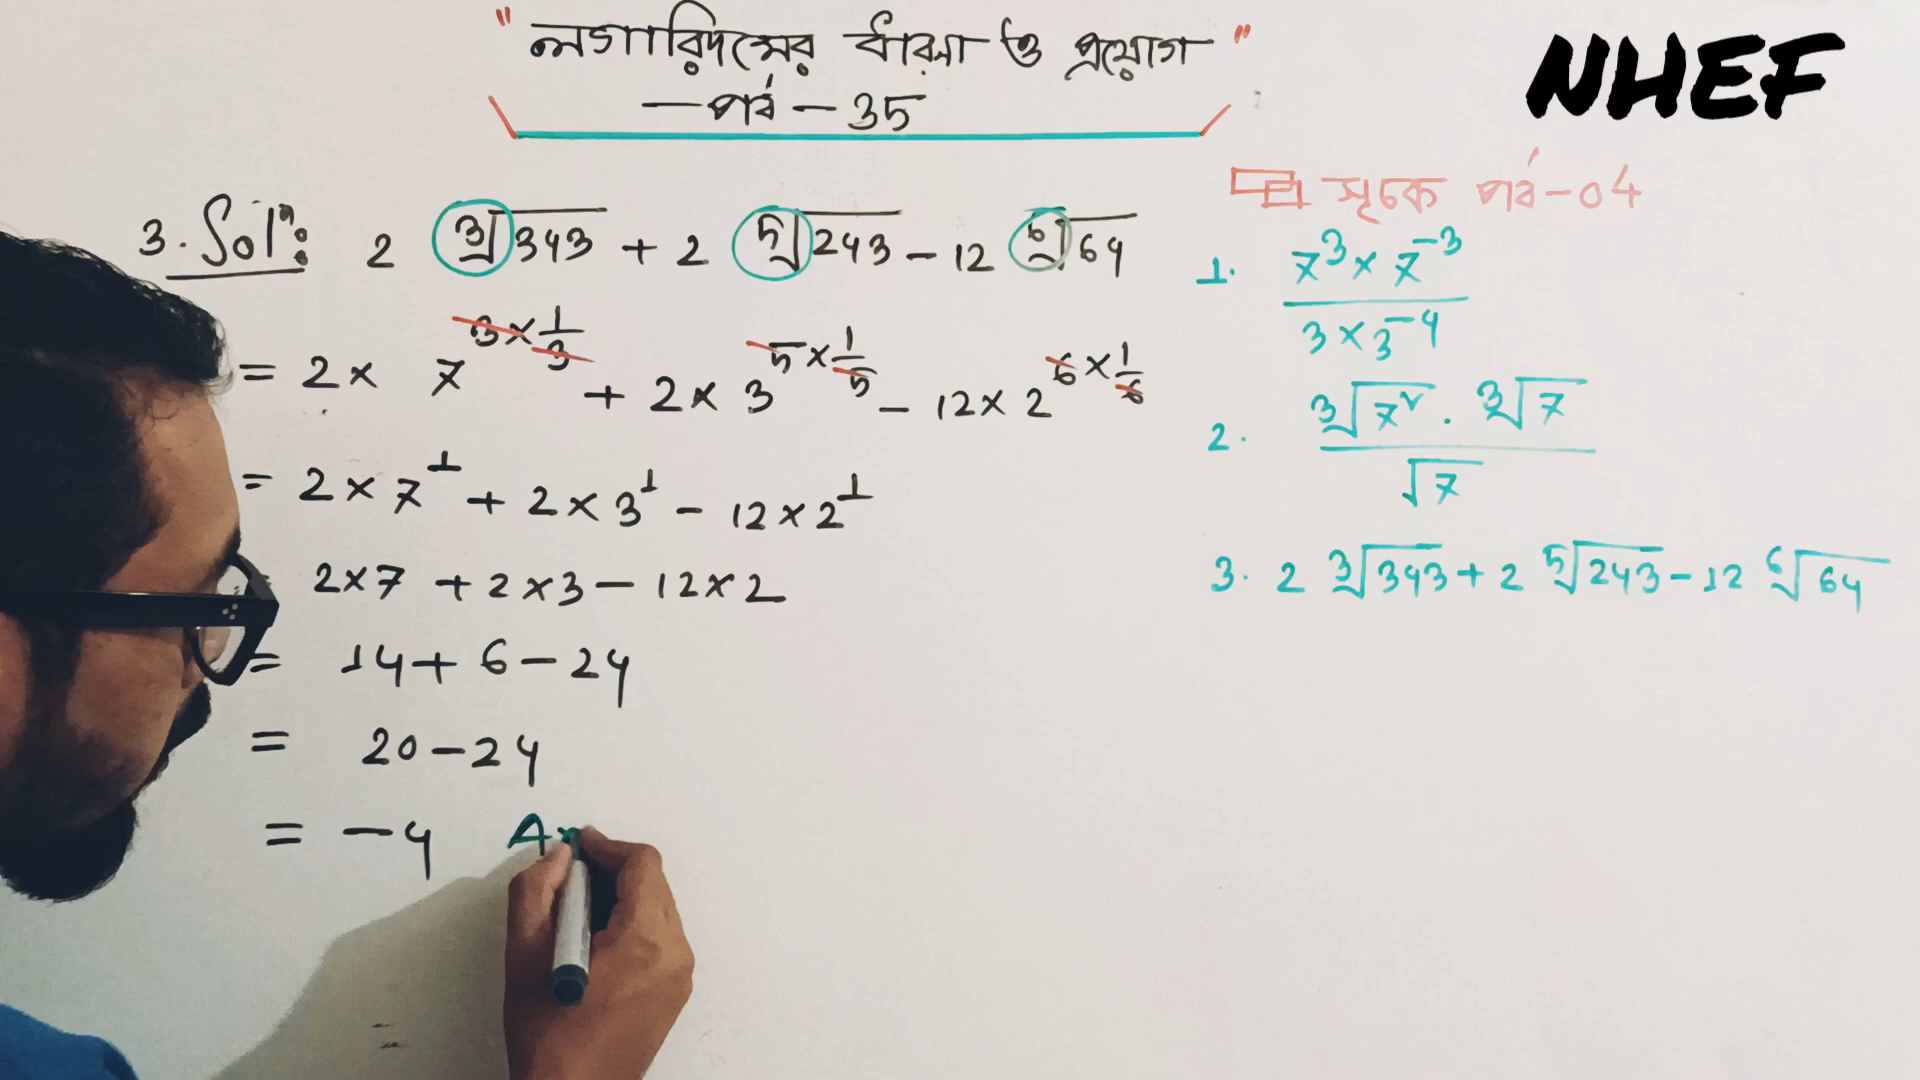 "লগারিদমের ধারনা ও প্রয়োগ"
NHEF
— পর্ব — 35
সূচক পর্ব-04
3. Solⁿ: 2 ∛343 + 2 ⁵√243 − 12 ⁶√64
= 2 × 7^(3×1/3) + 2 × 3^(5×1/5) − 12 × 2^(6×1/6)
= 2 × 7¹ + 2 × 3¹ − 12 × 2¹
2×7 + 2×3 − 12×2
= 14 + 6 − 24
= 20 − 24
= −4 An
1. (7³ × 7⁻³) / (3 × 3⁻⁴)
2. (∛7² . ∛7) / √7
3. 2 ∛343 + 2 ⁵√243 − 12 ⁶√64